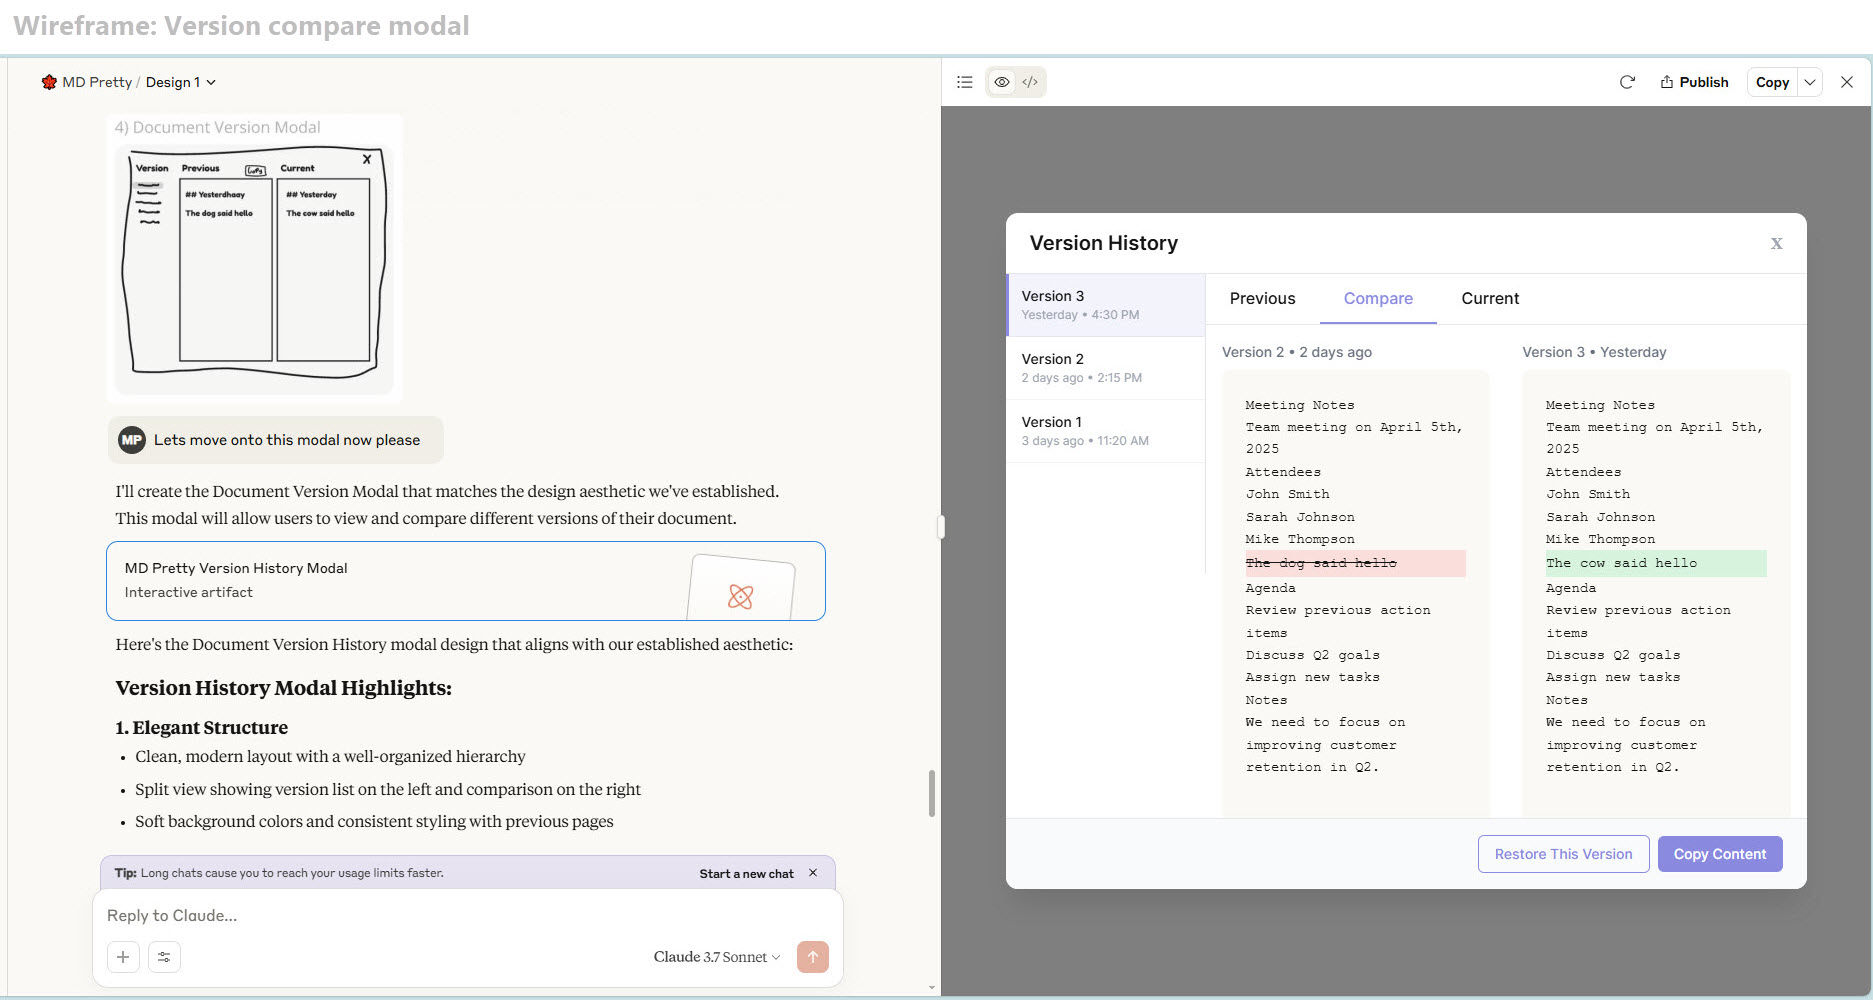 Wireframe: Version compare modal
MD Pretty / Design 1
4) Document Version Modal
X
Version Previous Copy Current
## Yesterdhaay
The dog said hello
## Yesterday
The cow said hello
MP Lets move onto this modal now please
I'll create the Document Version Modal that matches the design aesthetic we've established.
This modal will allow users to view and compare different versions of their document.
MD Pretty Version History Modal
Interactive artifact
Here's the Document Version History modal design that aligns with our established aesthetic:
Version History Modal Highlights:
1. Elegant Structure
• Clean, modern layout with a well-organized hierarchy
• Split view showing version list on the left and comparison on the right
• Soft background colors and consistent styling with previous pages
Tip: Long chats cause you to reach your usage limits faster.
Start a new chat ×
Reply to Claude...
Claude 3.7 Sonnet
</>
Publish
Copy
Version History
X
Version 3
Yesterday • 4:30 PM
Version 2
2 days ago • 2:15 PM
Version 1
3 days ago • 11:20 AM
Previous Compare Current
Version 2 • 2 days ago
Meeting Notes
Team meeting on April 5th,
2025
Attendees
John Smith
Sarah Johnson
Mike Thompson
The dog said hello
Agenda
Review previous action
items
Discuss Q2 goals
Assign new tasks
Notes
We need to focus on
improving customer
retention in Q2.
Version 3 • Yesterday
Meeting Notes
Team meeting on April 5th,
2025
Attendees
John Smith
Sarah Johnson
Mike Thompson
The cow said hello
Agenda
Review previous action
items
Discuss Q2 goals
Assign new tasks
Notes
We need to focus on
improving customer
retention in Q2.
Restore This Version
Copy Content